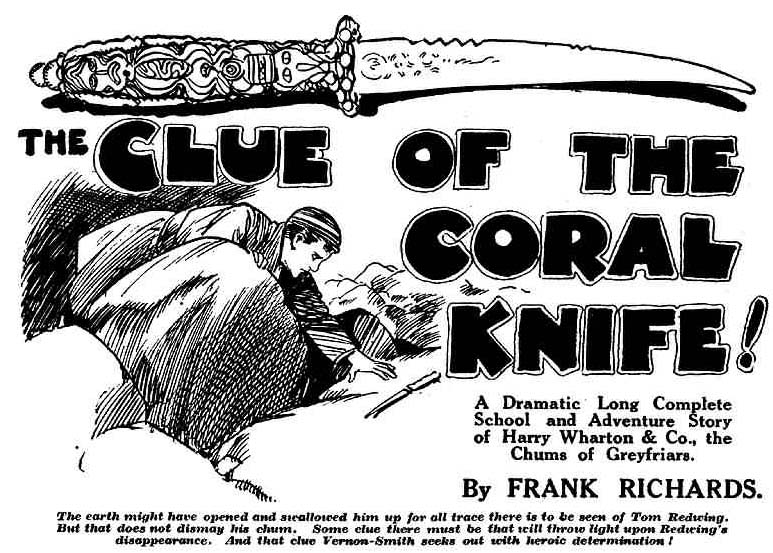 THE CLUE OF THE
CORAL
KNIFE!
A Dramatic Long Complete
School and Adventure Story
of Harry Wharton & Co., the
Chums of Greyfriars.
By FRANK RICHARDS.
The earth might have opened and swallowed him up for all trace there is to be seen of Tom Redwing.
But that does not dismay his chum. Some clue there must be that will throw light upon Redwing's
disappearance. And that clue Vernon-Smith seeks out with heroic determination!